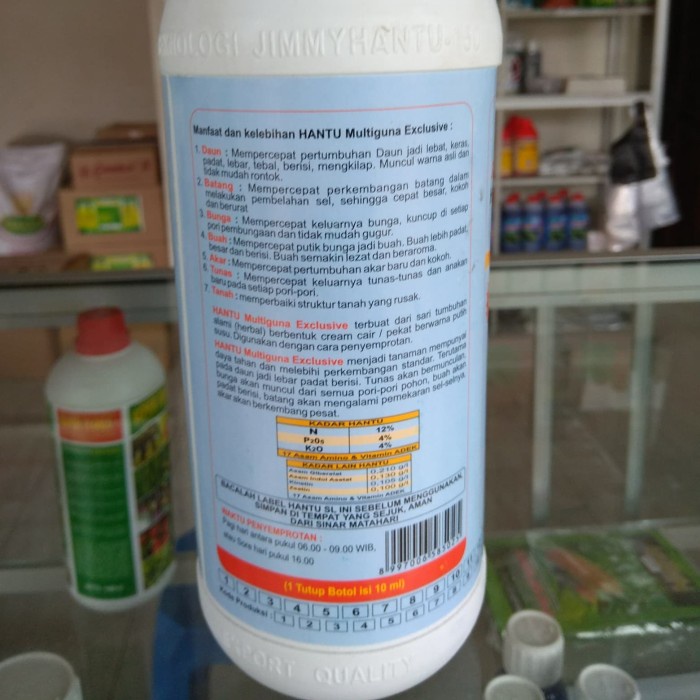 JIMMYHANTU
Manfaat dan kelebihan HANTU Multiguna Exclusive :
1. Daun : Mempercepat pertumbuhan Daun jadi lebat, keras,
padat, lebar, tebal, berisi, mengkilap. Muncul warna asli dan
tidak mudah rontok.
2. Batang : Mempercepat perkembangan batang dalam
melakukan pembelahan sel, sehingga cepat besar, kokoh
dan berurat
3. Bunga : Mempercepat keluarnya bunga, kuncup di setiap
pori pembungaan dan tidak mudah gugur.
4. Buah : Mempercepat putik bunga jadi buah. Buah lebih padat,
besar dan berisi. Buah semakin lezat dan beraroma.
5. Akar : Mempercepat pertumbuhan akar baru dan kokoh.
6. Tunas : Mempercepat keluarnya tunas-tunas dan anakan
baru pada setiap pori-pori.
7. Tanah : memperbaiki struktur tanah yang rusak.
HANTU Multiguna Exclusive terbuat dari sari tumbuhan
alami (herbal) berbentuk cream cair / pekat berwarna putih
susu. Digunakan dengan cara penyemprotan.
HANTU Multiguna Exclusive menjadi tanaman mempunyai
daya tahan dan melebihi perkembangan standar. Terutama
pada daun jadi lebar padat berisi. Tunas akan bermunculan,
bunga akan muncul dari semua pori-pori pohon, buah akan
padat berisi, batang akan mengalami pemekaran sel-selnya,
akar akan berkembang pesat.
KADAR HANTU
N 12%
P2O5 4%
K2O 4%
17 Asam Amino & Vitamin ADEK
KADAR LAIN HANTU
17 Asam Amino & Vitamin ADEK
BACALAH LABEL HANTU SL INI SEBELUM MENGGUNAKAN
SIMPAN DI TEMPAT YANG SEJUK, AMAN
DARI SINAR MATAHARI
WAKTU PENYEMPROTAN :
Pagi hari antara pukul 06.00 - 09.00 WIB,
atau Sore hari pukul 16.00
(1 Tutup Botol isi 10 ml)
1 2 3 4 5 6 7 8 9 10
Kode Produksi : 1 2 3 4 5 6 7 8
EXPORT QUALITY